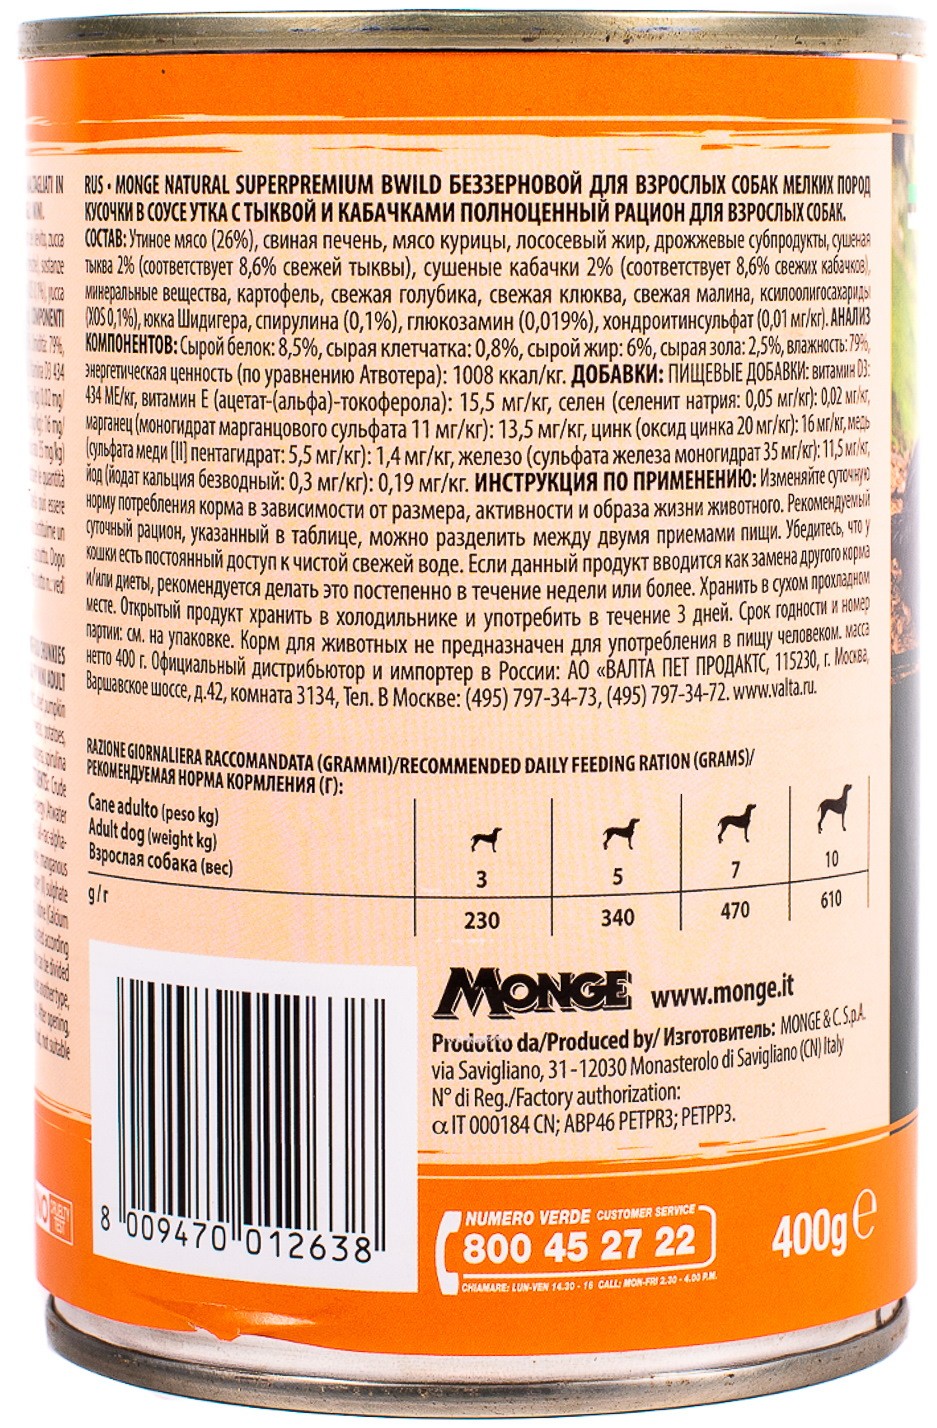 RUS • MONGE NATURAL SUPERPREMIUM BWILD БЕЗЗЕРНОВОЙ ДЛЯ ВЗРОСЛЫХ СОБАК МЕЛКИХ ПОРОД
КУСОЧКИ В СОУСЕ УТКА С ТЫКВОЙ И КАБАЧКАМИ ПОЛНОЦЕННЫЙ РАЦИОН ДЛЯ ВЗРОСЛЫХ СОБАК.
СОСТАВ: Утиное мясо (26%), свиная печень, мясо курицы, лососевый жир, дрожжевые субпродукты, сушеная
тыква 2% (соответствует 8,6% свежей тыквы), сушеные кабачки 2% (соответствует 8,6% свежих кабачков),
минеральные вещества, картофель, свежая голубика, свежая клюква, свежая малина, ксилоолигосахариды
(XOS 0,1%), юкка Шидигера, спирулина (0,1%), глюкозамин (0,019%), хондроитинсульфат (0,01 мг/кг). АНАЛИЗ
КОМПОНЕНТОВ: Сырой белок: 8,5%, сырая клетчатка: 0,8%, сырой жир: 6%, сырая зола: 2,5%, влажность: 79%,
энергетическая ценность (по уравнению Атвотера): 1008 ккал/кг. ДОБАВКИ: ПИЩЕВЫЕ ДОБАВКИ: витамин D3:
434 МЕ/кг, витамин Е (ацетат-(альфа)-токоферола): 15,5 мг/кг, селен (селенит натрия: 0,05 мг/кг): 0,02 мг/кг,
марганец (моногидрат марганцового сульфата 11 мг/кг): 13,5 мг/кг, цинк (оксид цинка 20 мг/кг): 16 мг/кг, медь
(сульфата меди [II] пентагидрат: 5,5 мг/кг): 1,4 мг/кг, железо (сульфата железа моногидрат 35 мг/кг): 11,5 мг/кг,
йод (йодат кальция безводный: 0,3 мг/кг): 0,19 мг/кг. ИНСТРУКЦИЯ ПО ПРИМЕНЕНИЮ: Изменяйте суточную
норму потребления корма в зависимости от размера, активности и образа жизни животного. Рекомендуемый
суточный рацион, указанный в таблице, можно разделить между двумя приемами пищи. Убедитесь, что у
кошки есть постоянный доступ к чистой свежей воде. Если данный продукт вводится как замена другого корма
и/или диеты, рекомендуется делать это постепенно в течение недели или более. Хранить в сухом прохладном
месте. Открытый продукт хранить в холодильнике и употребить в течение 3 дней. Срок годности и номер
партии: см. на упаковке. Корм для животных не предназначен для употребления в пищу человеком. масса
нетто 400 г. Официальный дистрибьютор и импортер в России: АО «ВАЛТА ПЕТ ПРОДАКТС, 115230, г. Москва,
Варшавское шоссе, д.42, комната 3134, Тел. В Москве: (495) 797-34-73, (495) 797-34-72. www.valta.ru.
RAZIONE GIORNALIERA RACCOMANDATA (GRAMMI)/RECOMMENDED DAILY FEEDING RATION (GRAMS)/
РЕКОМЕНДУЕМАЯ НОРМА КОРМЛЕНИЯ (Г):
Cane adulto (peso kg)
Adult dog (weight kg)
Взрослая собака (вес)
3 5 7 10
g/г
230 340 470 610
MONGE www.monge.it
Prodotto da/Produced by/ Изготовитель: MONGE & C. S.p.A.
via Savigliano, 31-12030 Monasterolo di Savigliano (CN) Italy
N° di Reg./Factory authorization:
α IT 000184 CN; ABP46 PETPR3; PETPP3.
8 009470 012638
NUMERO VERDE CUSTOMER SERVICE
800 45 27 22
CHIAMARE: LUN-VEN 14.30 - 16 CALL: MON-FRI 2.30 - 4.00 P.M.
400g e
CRUELTY
TEST